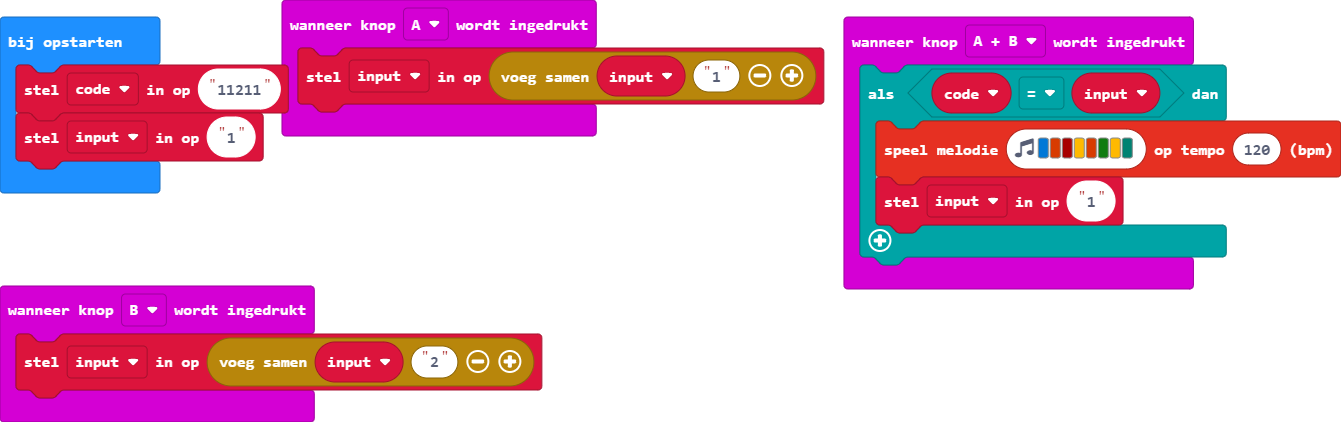 bij opstarten
stel code in op "11211"
stel input in op "1"
wanneer knop A wordt ingedrukt
stel input in op voeg samen input "1"
wanneer knop A + B wordt ingedrukt
als code = input dan
speel melodie op tempo 120 (bpm)
stel input in op "1"
wanneer knop B wordt ingedrukt
stel input in op voeg samen input "2"